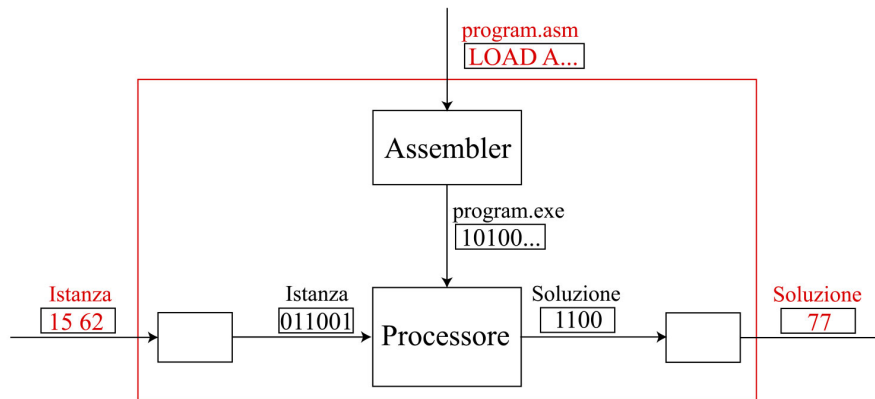 program.asm
LOAD A...
Assembler
program.exe
10100...
Istanza
15 62
Istanza
011001
Processore
Soluzione
1100
Soluzione
77